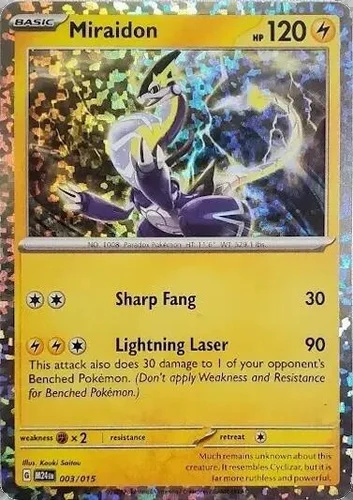 BASIC
Miraidon
HP 120
NO. 1008 Paradox Pokémon HT: 11'6" WT: 529.1 lbs.
Sharp Fang 30
Lightning Laser 90
This attack also does 30 damage to 1 of your opponent's
Benched Pokémon. (Don't apply Weakness and Resistance
for Benched Pokémon.)
weakness × 2 resistance retreat
Illus. Kouki Saitou
G M24 EN 003/015
Much remains unknown about this
creature. It resembles Cyclizar, but it is
far more ruthless and powerful.